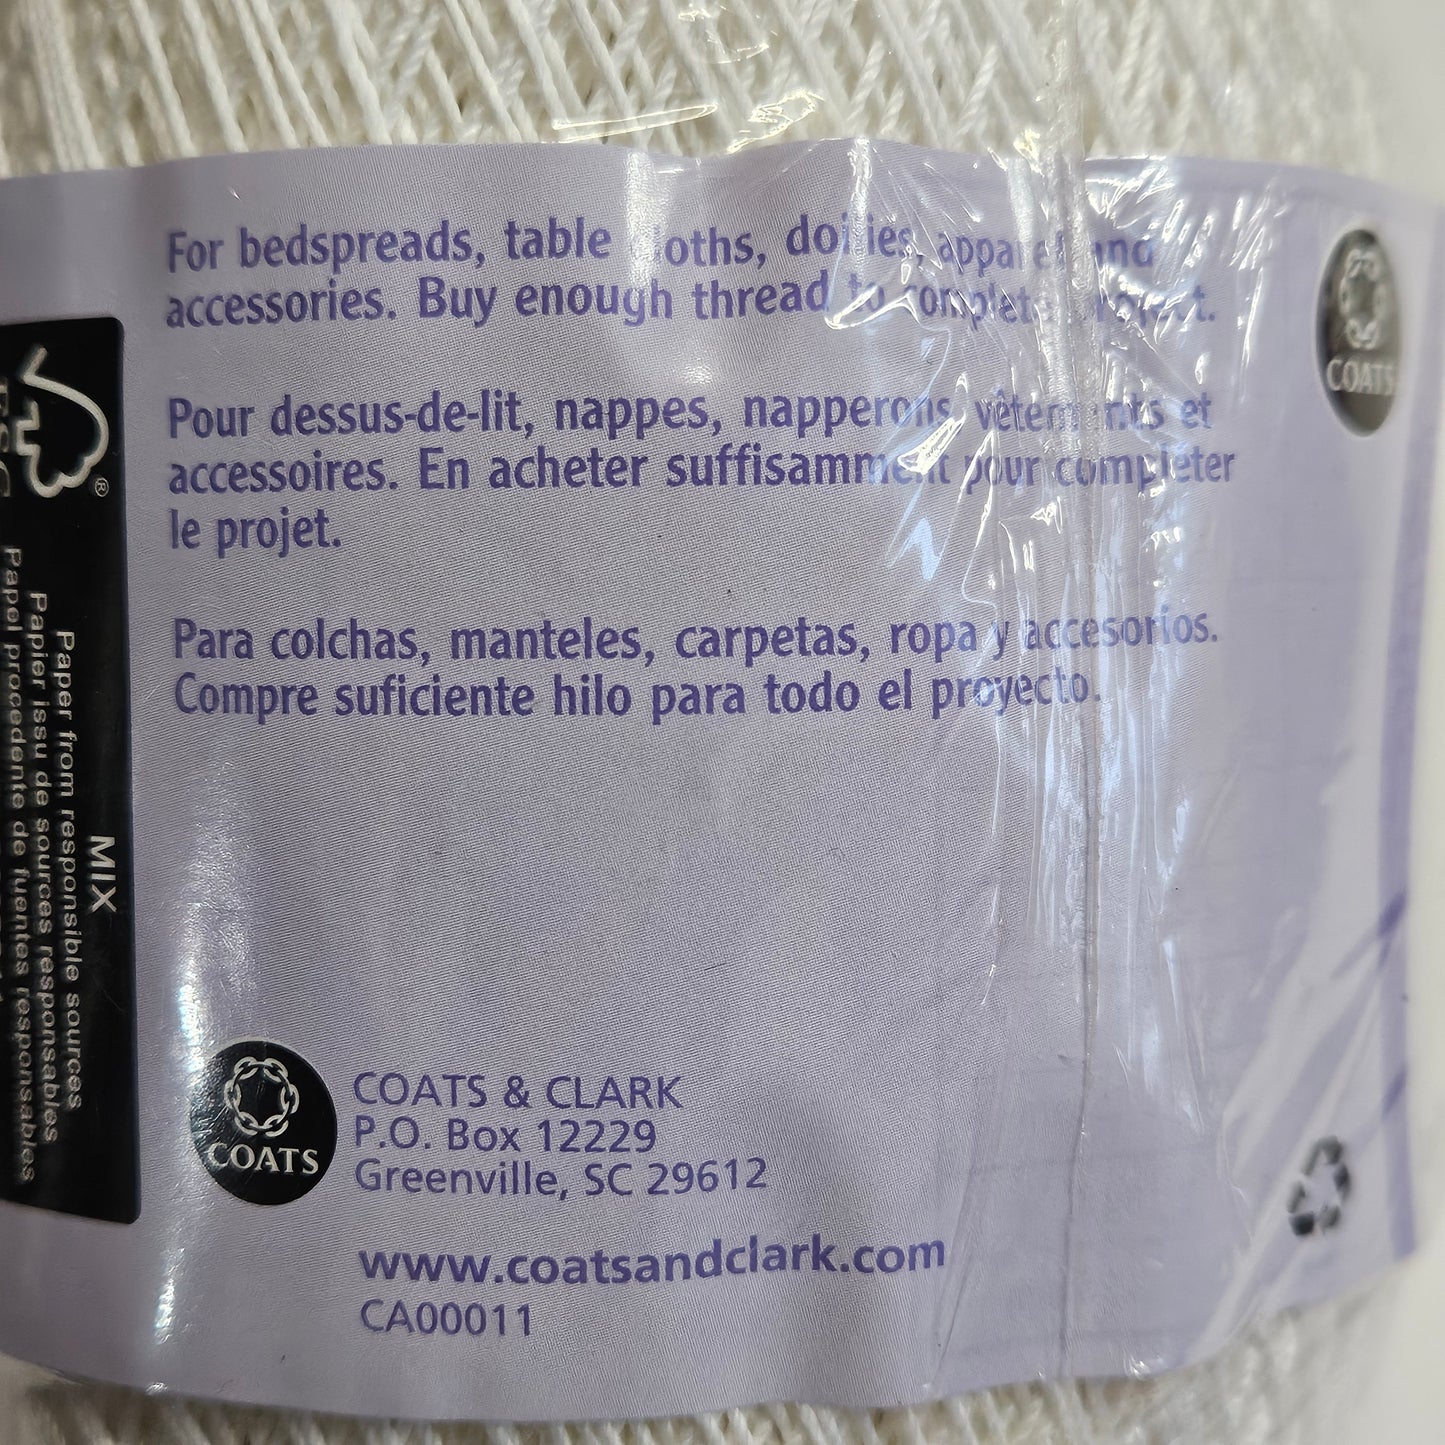 For bedspreads, table cloths, doilies, apparel and
accessories. Buy enough thread to complete project.
Pour dessus-de-lit, nappes, napperons, vêtements et
accessoires. En acheter suffisamment pour compléter
le projet.
Para colchas, manteles, carpetas, ropa y accesorios.
Compre suficiente hilo para todo el proyecto.
COATS
COATS
COATS & CLARK
P.O. Box 12229
Greenville, SC 29612
www.coatsandclark.com
CA00011
FSC
®
MIX
Paper from responsible sources
Papier issu de sources responsables
Papel procedente de fuentes responsables